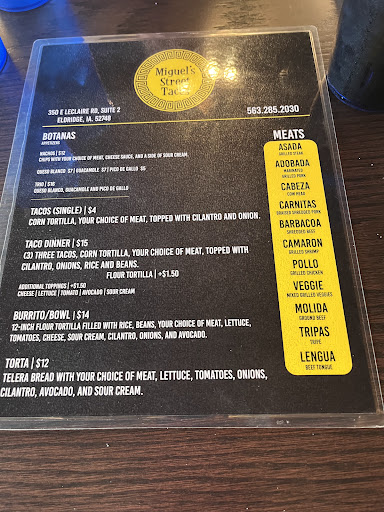 Miguel's
Street
Tacos
350 E LECLAIRE RD, SUITE 2
ELDRIDGE, IA, 52748
563.285.2030
BOTANAS
APPETIZERS
NACHOS | $12
CHIPS WITH YOUR CHOICE OF MEAT, CHEESE SAUCE, AND A SIDE OF SOUR CREAM.
QUESO BLANCO $7 | GUACAMOLE $7 | PICO DE GALLO $5
TRIO | $16
QUESO BLANCO, GUACAMOLE AND PICO DE GALLO
TACOS (SINGLE) | $4
CORN TORTILLA, YOUR CHOICE OF MEAT, TOPPED WITH CILANTRO AND ONION.
TACO DINNER | $15
(3) THREE TACOS, CORN TORTILLA, YOUR CHOICE OF MEAT, TOPPED WITH
CILANTRO, ONIONS, RICE AND BEANS.
FLOUR TORTILLA | +$1.50
ADDITIONAL TOPPINGS | +$1.50
CHEESE | LETTUCE | TOMATO | AVOCADO | SOUR CREAM
BURRITO/BOWL | $14
12-INCH FLOUR TORTILLA FILLED WITH RICE, BEANS, YOUR CHOICE OF MEAT, LETTUCE,
TOMATOES, CHEESE, SOUR CREAM, CILANTRO, ONIONS, AND AVOCADO.
TORTA | $12
TELERA BREAD WITH YOUR CHOICE OF MEAT, LETTUCE, TOMATOES, ONIONS,
CILANTRO, AVOCADO, AND SOUR CREAM.
MEATS
ASADA
GRILLED STEAK
ADOBADA
MARINATED
GRILLED PORK
CABEZA
COW HEAD
CARNITAS
BRAISED SHREDDED PORK
BARBACOA
SHREDDED BEEF
CAMARON
GRILLED SHRIMP
POLLO
GRILLED CHICKEN
VEGGIE
MIXED GRILLED VEGGIES
MOLIDA
GROUND BEEF
TRIPAS
TRIPE
LENGUA
BEEF TONGUE